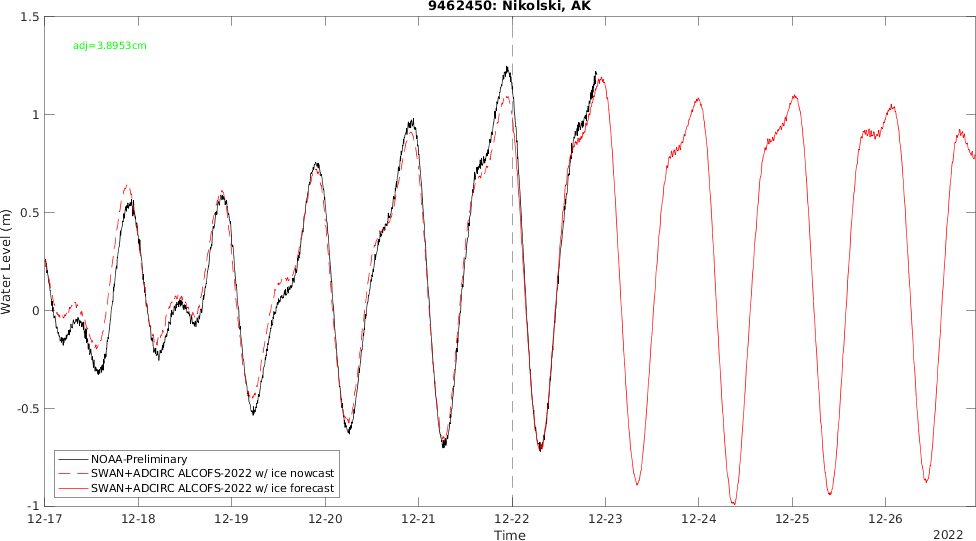 9462450: Nikolski, AK
adj=3.8953cm
1.5
1
0.5
0
-0.5
-1
Water Level (m)
NOAA-Preliminary
SWAN+ADCIRC ALCOFS-2022 w/ ice nowcast
SWAN+ADCIRC ALCOFS-2022 w/ ice forecast
12-17 12-18 12-19 12-20 12-21 12-22 12-23 12-24 12-25 12-26
Time
2022